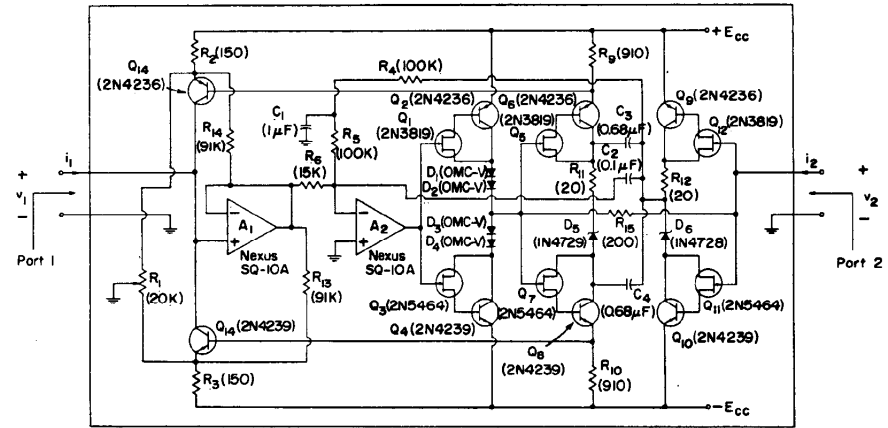 +ECC
R2(150)
R9(910)
Q14
(2N4236)
R4(100K)
Q2(2N4236)
Q6(2N4236)
Q9(2N4236)
C1
(1μF)
Q1
(2N3819)
(2N3819)
Q5
C3
(0.68μF)
Q12(2N3819)
R14
(91K)
R5
(100K)
C2
(0.1μF)
R6
(15K)
R11
(20)
R12
(20)
D1(OMC-V)
D2(OMC-V)
+
i1
v1
-
Port 1
i2
+
v2
-
Port 2
-
A1
+
Nexus
SQ-10A
-
A2
+
Nexus
SQ-10A
D3(OMC-V)
D4(OMC-V)
D5
(1N4729)
R15
(200)
D6
(1N4728)
R1
(20K)
R13
(91K)
Q3(2N5464)
Q7
(2N5464)
C4
(0.68μF)
Q11(2N5464)
Q14(2N4239)
Q4(2N4239)
Q8
(2N4239)
Q10(2N4239)
R3(150)
R10
(910)
-ECC